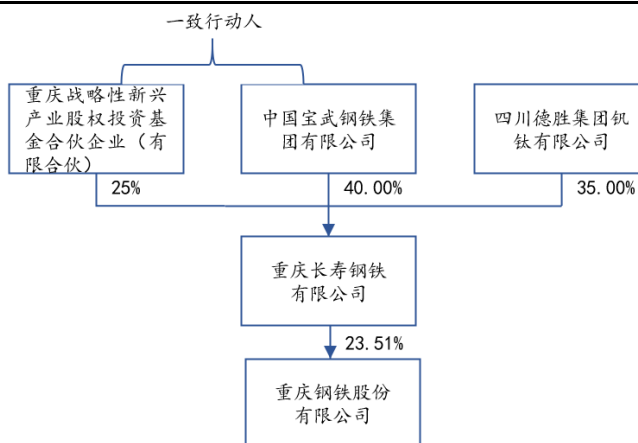 一致行动人
重庆战略性新兴
产业股权投资基
金合伙企业（有
限合伙）
中国宝武钢铁集
团有限公司
四川德胜集团钒
钛有限公司
25%
40.00%
35.00%
重庆长寿钢铁
有限公司
23.51%
重庆钢铁股份
有限公司